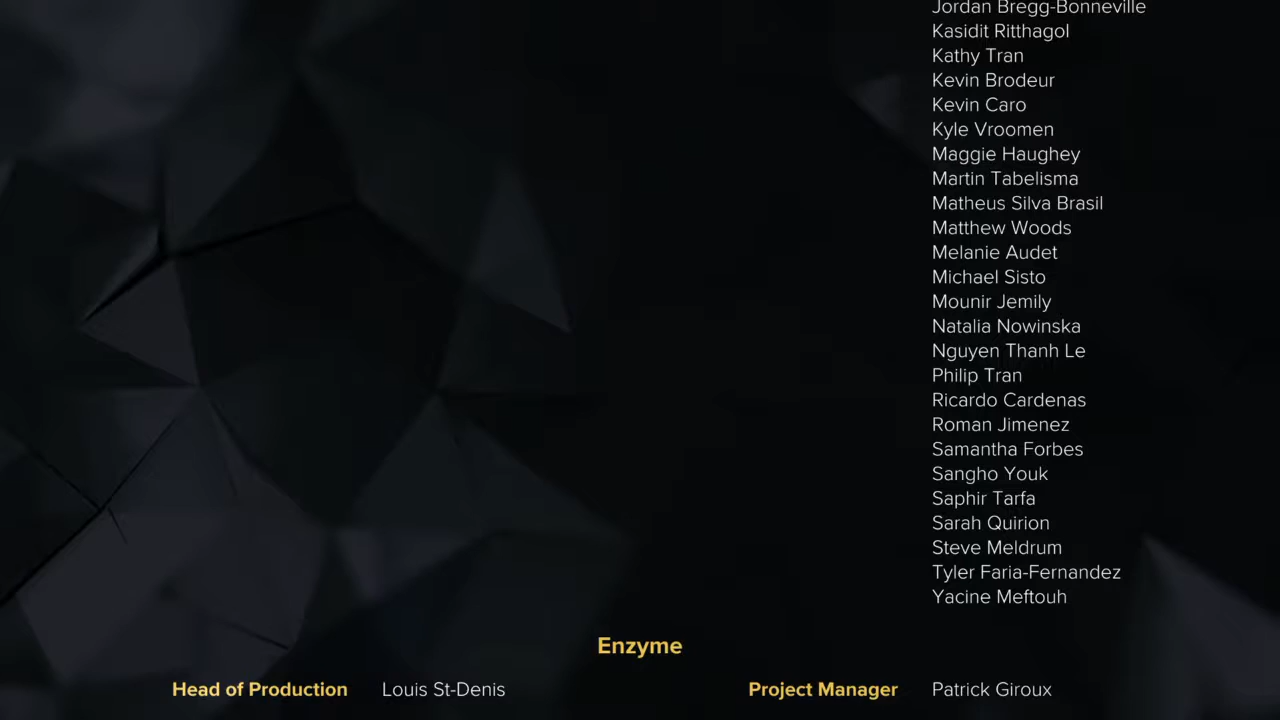 Jordan Bregg-Bonneville
Kasidit Ritthagol
Kathy Tran
Kevin Brodeur
Kevin Caro
Kyle Vroomen
Maggie Haughey
Martin Tabelisma
Matheus Silva Brasil
Matthew Woods
Melanie Audet
Michael Sisto
Mounir Jemily
Natalia Nowinska
Nguyen Thanh Le
Philip Tran
Ricardo Cardenas
Roman Jimenez
Samantha Forbes
Sangho Youk
Saphir Tarfa
Sarah Quirion
Steve Meldrum
Tyler Faria-Fernandez
Yacine Meftouh
Enzyme
Head of Production Louis St-Denis Project Manager Patrick Giroux